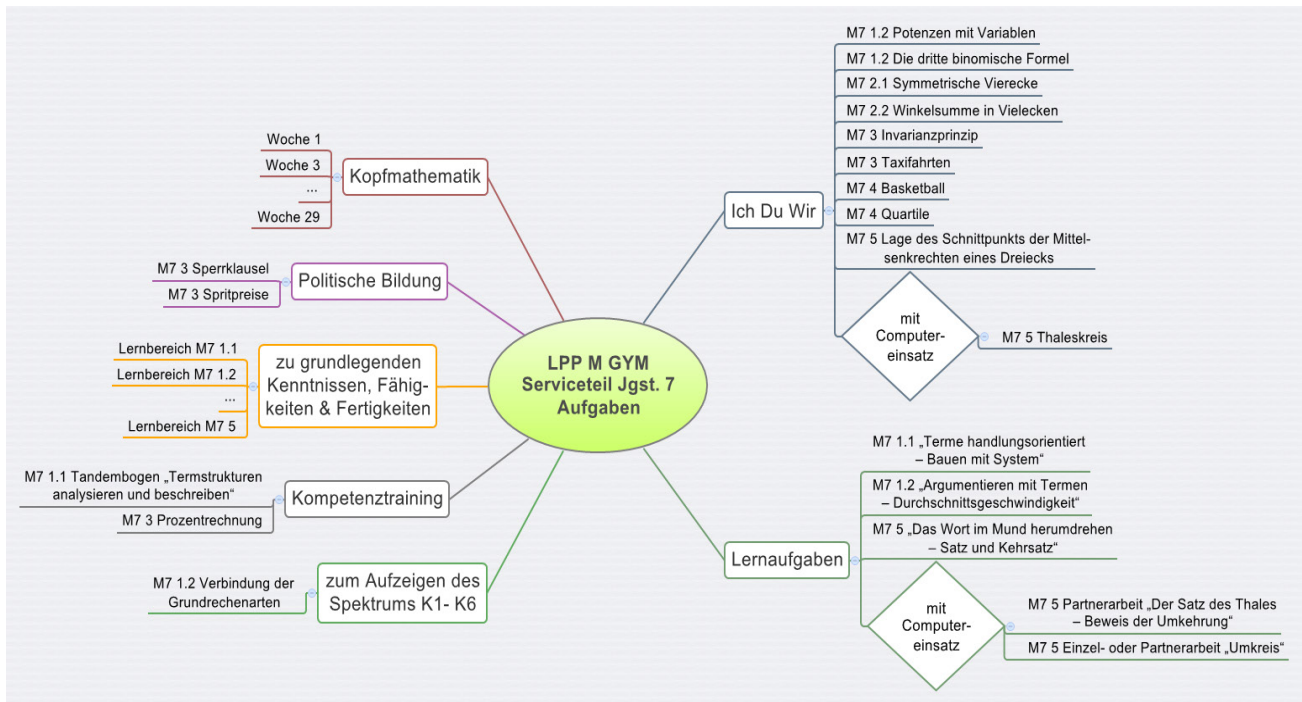 LPP M GYM
Serviceteil Jgst. 7
Aufgaben
Kopfmathematik
Woche 1
Woche 3
...
Woche 29
Politische Bildung
M7 3 Sperrklausel
M7 3 Spritpreise
zu grundlegenden
Kenntnissen, Fähig-
keiten & Fertigkeiten
Lernbereich M7 1.1
Lernbereich M7 1.2
...
Lernbereich M7 5
Kompetenztraining
M7 1.1 Tandembogen „Termstrukturen
analysieren und beschreiben“
M7 3 Prozentrechnung
zum Aufzeigen des
Spektrums K1- K6
M7 1.2 Verbindung der
Grundrechenarten
Ich Du Wir
M7 1.2 Potenzen mit Variablen
M7 1.2 Die dritte binomische Formel
M7 2.1 Symmetrische Vierecke
M7 2.2 Winkelsumme in Vielecken
M7 3 Invarianzprinzip
M7 3 Taxifahrten
M7 4 Basketball
M7 4 Quartile
M7 5 Lage des Schnittpunkts der Mittel-
senkrechten eines Dreiecks
mit
Computer-
einsatz
M7 5 Thaleskreis
Lernaufgaben
M7 1.1 „Terme handlungsorientiert
– Bauen mit System“
M7 1.2 „Argumentieren mit Termen
– Durchschnittsgeschwindigkeit“
M7 5 „Das Wort im Mund herumdrehen
– Satz und Kehrsatz“
mit
Computer-
einsatz
M7 5 Partnerarbeit „Der Satz des Thales
– Beweis der Umkehrung“
M7 5 Einzel- oder Partnerarbeit „Umkreis“